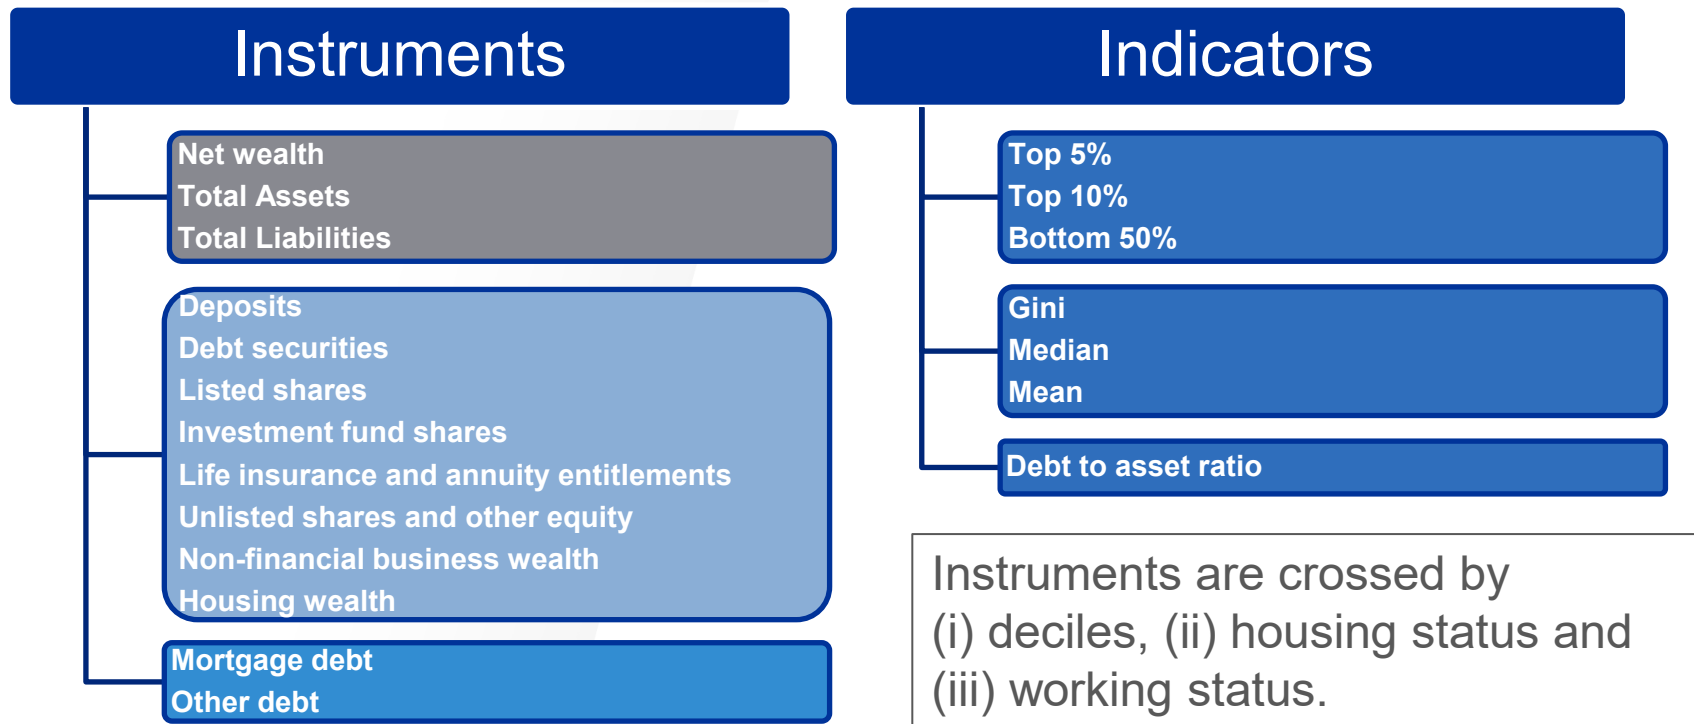 Instruments
Net wealth
Total Assets
Total Liabilities
Deposits
Debt securities
Listed shares
Investment fund shares
Life insurance and annuity entitlements
Unlisted shares and other equity
Non-financial business wealth
Housing wealth
Mortgage debt
Other debt
Indicators
Top 5%
Top 10%
Bottom 50%
Gini
Median
Mean
Debt to asset ratio
Instruments are crossed by
(i) deciles, (ii) housing status and
(iii) working status.